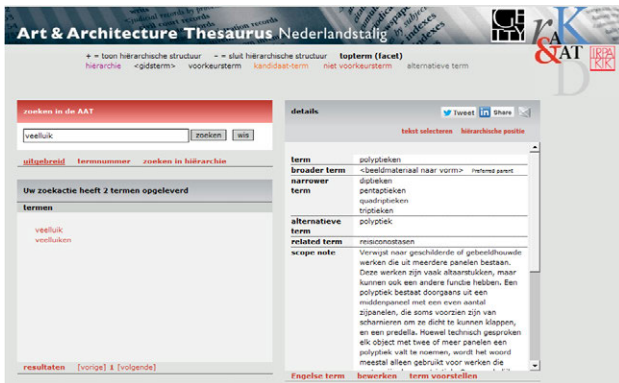 Art & Architecture Thesaurus Nederlandstalig
+ = toon hiërarchische structuur - = sluit hiërarchische structuur topterm (facet)
hierarchie <gidsterm> voorkeursterm kandidaat-term niet voorkeursterm alternatieve term
zoeken in de AAT
veelluik zoeken wis
uitgebreid termnummer zoeken in hiërarchie
Uw zoekactie heeft 2 termen opgeleverd
termen
veelluik
veelluiken
resultaten [vorige] 1 [volgende]
GETTY
rKD
&AT
IRPA
KIK
details Tweet in Share
tekst selecteren hiërarchische positie
term polyptieken
broader term <beeldmateriaal naar vorm> Preferred parent
narrower term diptieken
pentaptieken
quadriptieken
triptieken
alternatieve term polyptiek
related term reisiconostasen
scope note Verwijst naar geschilderde of gebeeldhouwde
werken die uit meerdere panelen bestaan.
Deze werken zijn vaak altaarstukken, maar
kunnen ook een andere functie hebben. Een
polyptiek bestaat doorgaans uit een
middenpaneel met een even aantal
zijpanelen, die soms voorzien zijn van
scharnieren om ze dicht te kunnen klappen,
en een predella. Hoewel technisch gesproken
elk object met twee of meer panelen een
polyptiek valt te noemen, wordt het woord
meestal alleen gebruikt voor werken die
Engelse term bewerken term voorstellen